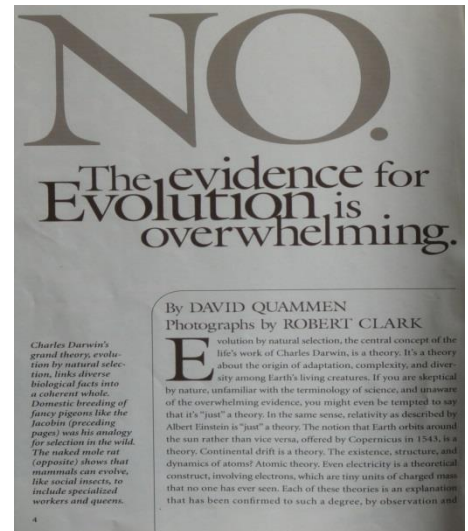 NO.
The evidence for
Evolution is
overwhelming.
By DAVID QUAMMEN
Photographs by ROBERT CLARK
Evolution by natural selection, the central concept of the
life's work of Charles Darwin, is a theory. It's a theory
about the origin of adaptation, complexity, and diver-
sity among Earth's living creatures. If you are skeptical
by nature, unfamiliar with the terminology of science, and unaware
of the overwhelming evidence, you might even be tempted to say
that it's "just" a theory. In the same sense, relativity as described by
Albert Einstein is "just" a theory. The notion that Earth orbits around
the sun rather than vice versa, offered by Copernicus in 1543, is a
theory. Continental drift is a theory. The existence, structure, and
dynamics of atoms? Atomic theory. Even electricity is a theoretical
construct, involving electrons, which are tiny units of charged mass
that no one has ever seen. Each of these theories is an explanation
that has been confirmed to such a degree, by observation and
Charles Darwin's
grand theory, evolu-
tion by natural selec-
tion, links diverse
biological facts into
a coherent whole.
Domestic breeding of
fancy pigeons like the
Jacobin (preceding
pages) was his analogy
for selection in the wild.
The naked mole rat
(opposite) shows that
mammals can evolve,
like social insects, to
include specialized
workers and queens.
4